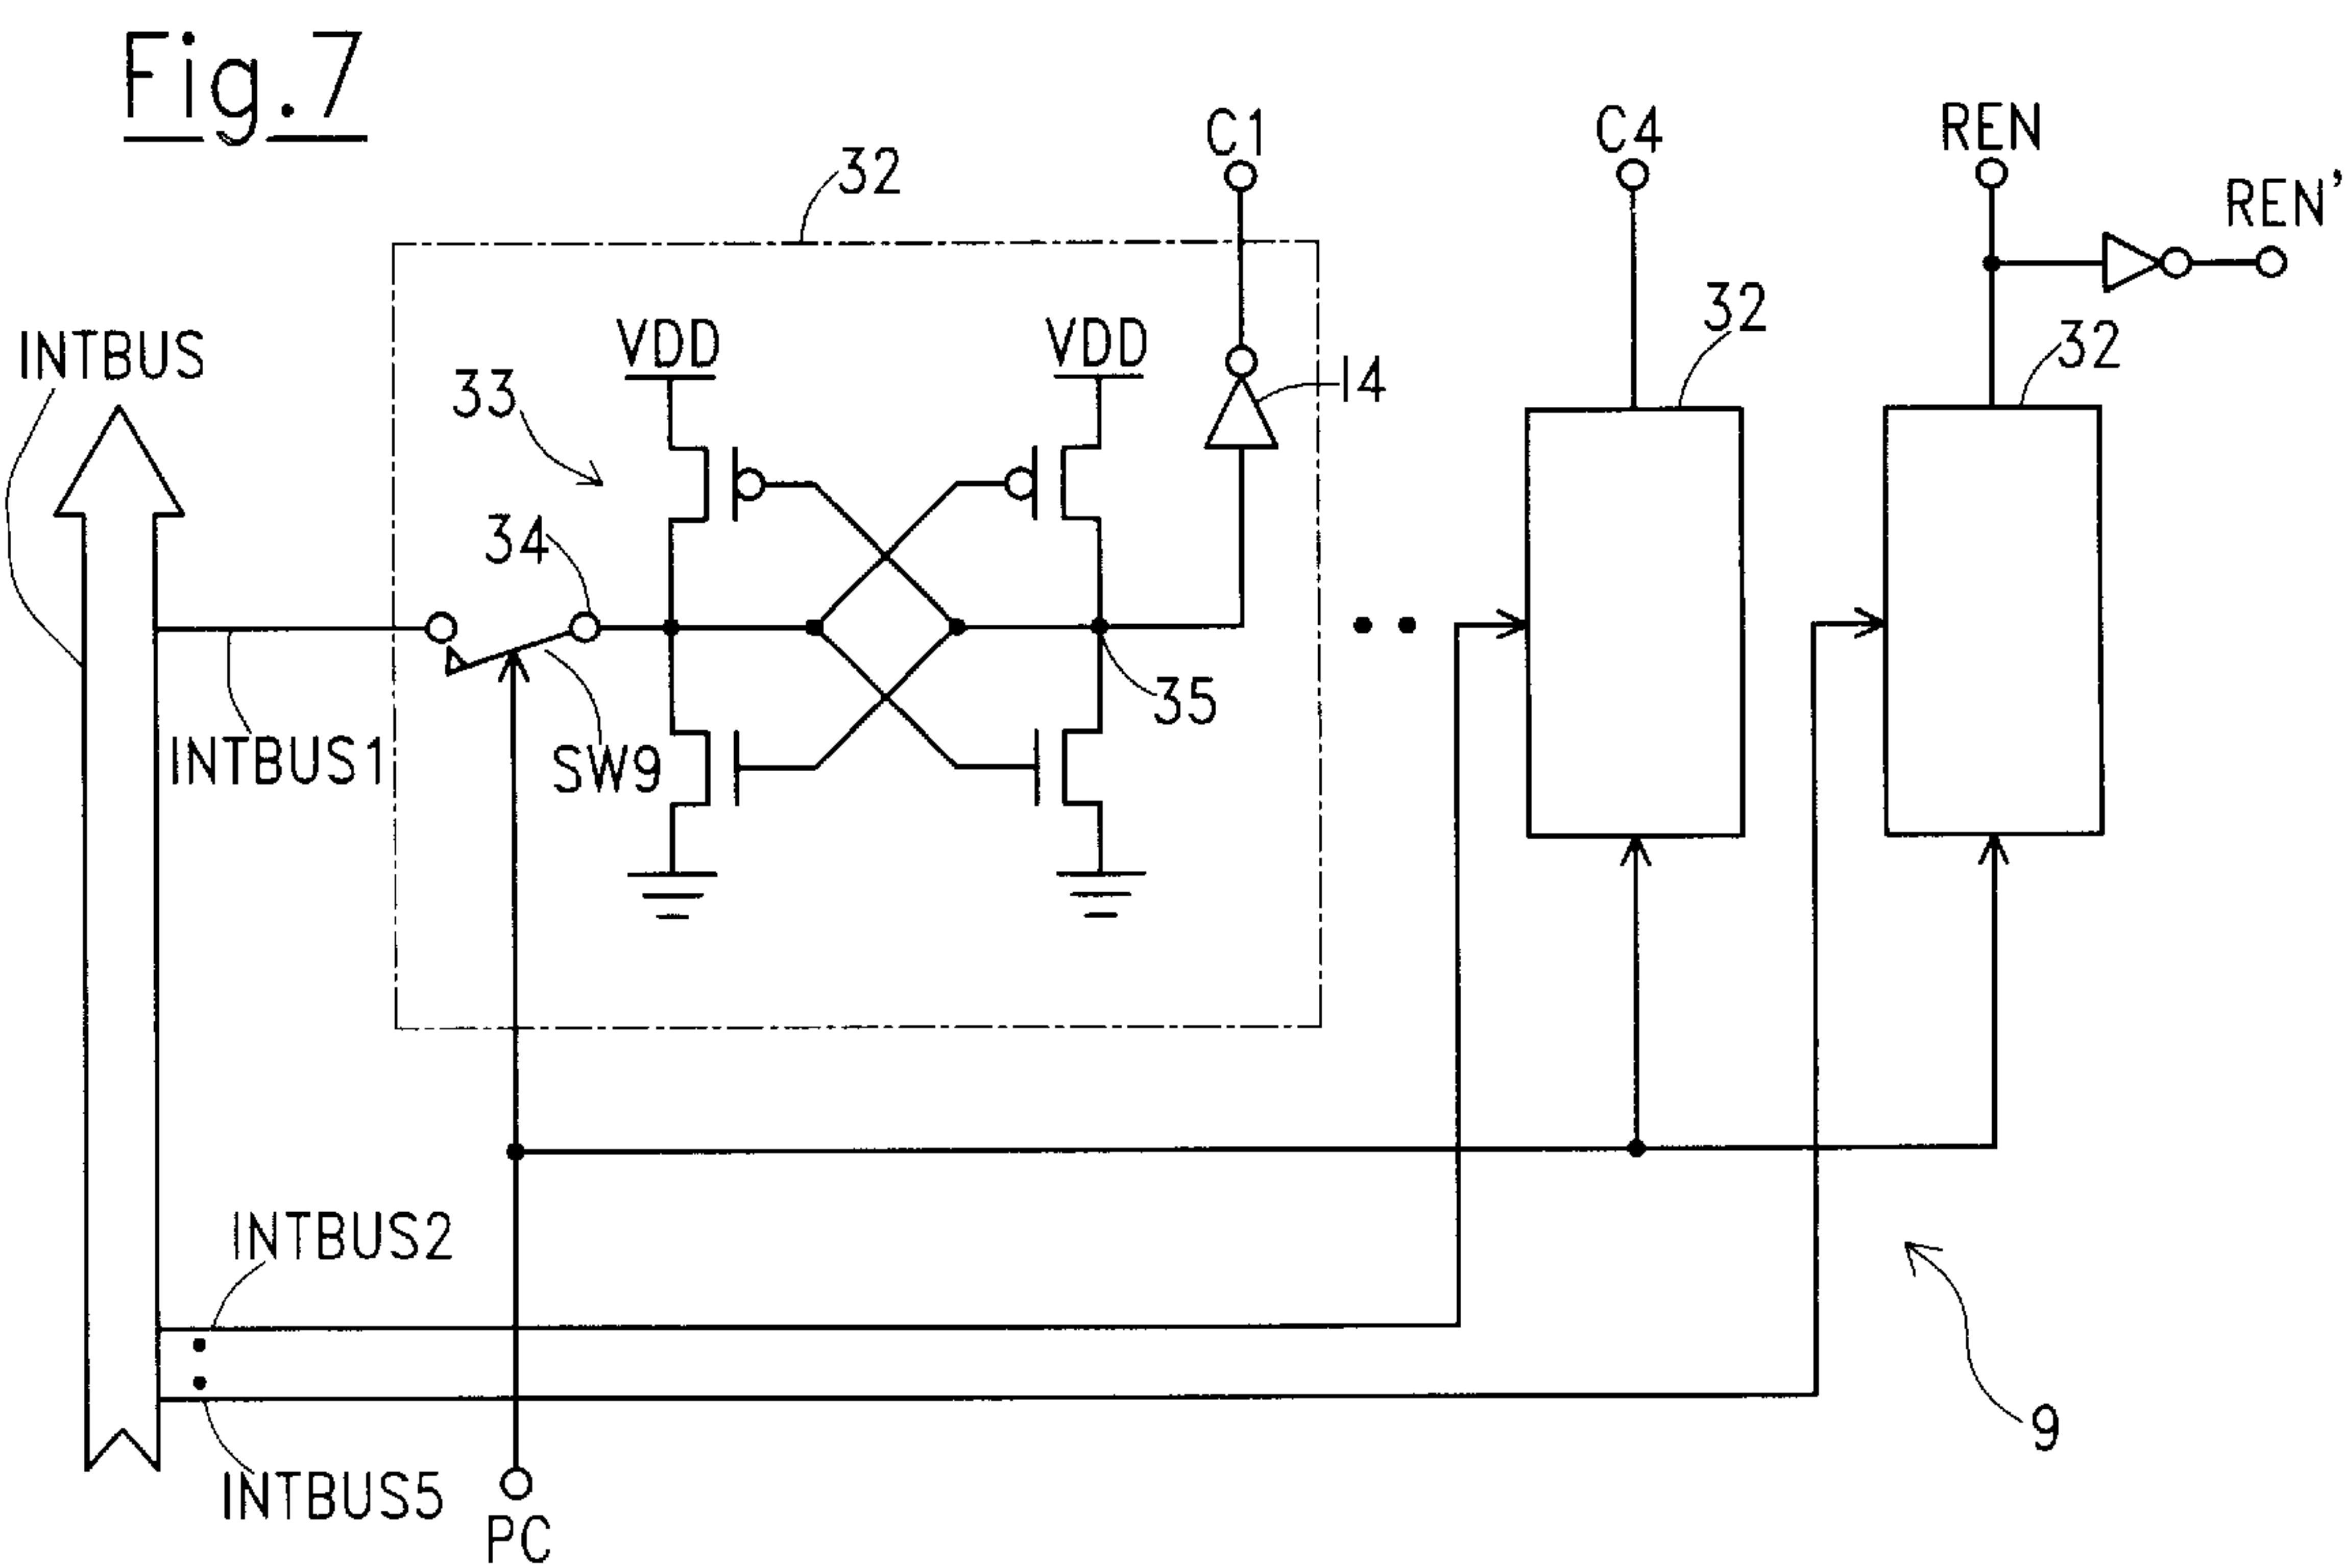 Fig.7
C1
C4
REN
REN'
32
32
32
INTBUS
VDD
VDD
33
I4
34
35
INTBUS1
SW9
INTBUS2
9
INTBUS5
PC